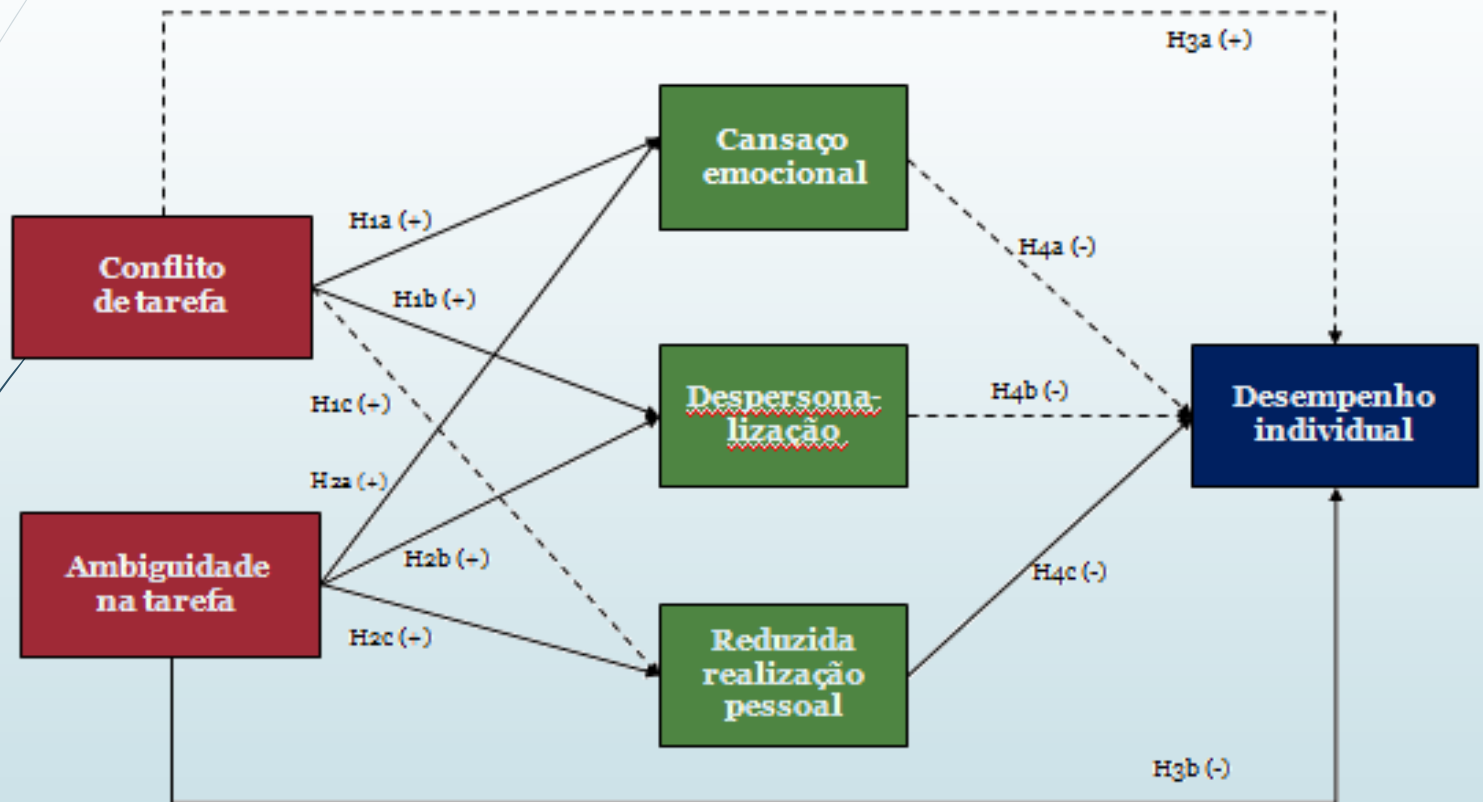 H3a (+)
Cansaço
emocional
H1a (+)
Conflito
de tarefa
H4a (-)
H1b (+)
H1c (+)
Despersona-
lização
H4b (-)
Desempenho
individual
H2a (+)
Ambiguidade
na tarefa
H2b (+)
H4c (-)
H2c (+)
Reduzida
realização
pessoal
H3b (-)